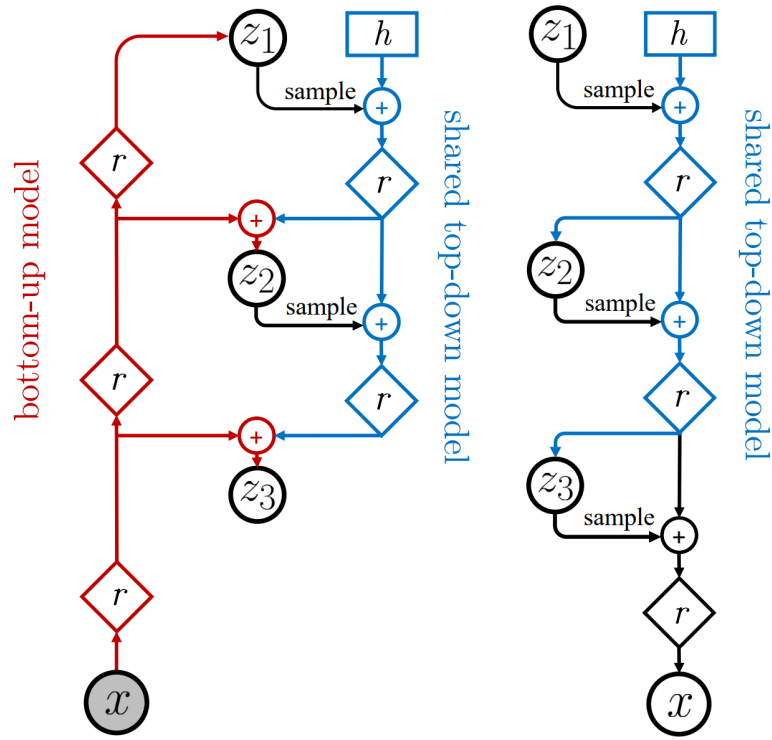 z1
h
sample
+
r
r
+
z2
sample
+
r
r
+
z3
r
x
bottom-up model
shared top-down model
z1
h
sample
+
r
z2
sample
+
r
z3
sample
+
r
x
shared top-down model